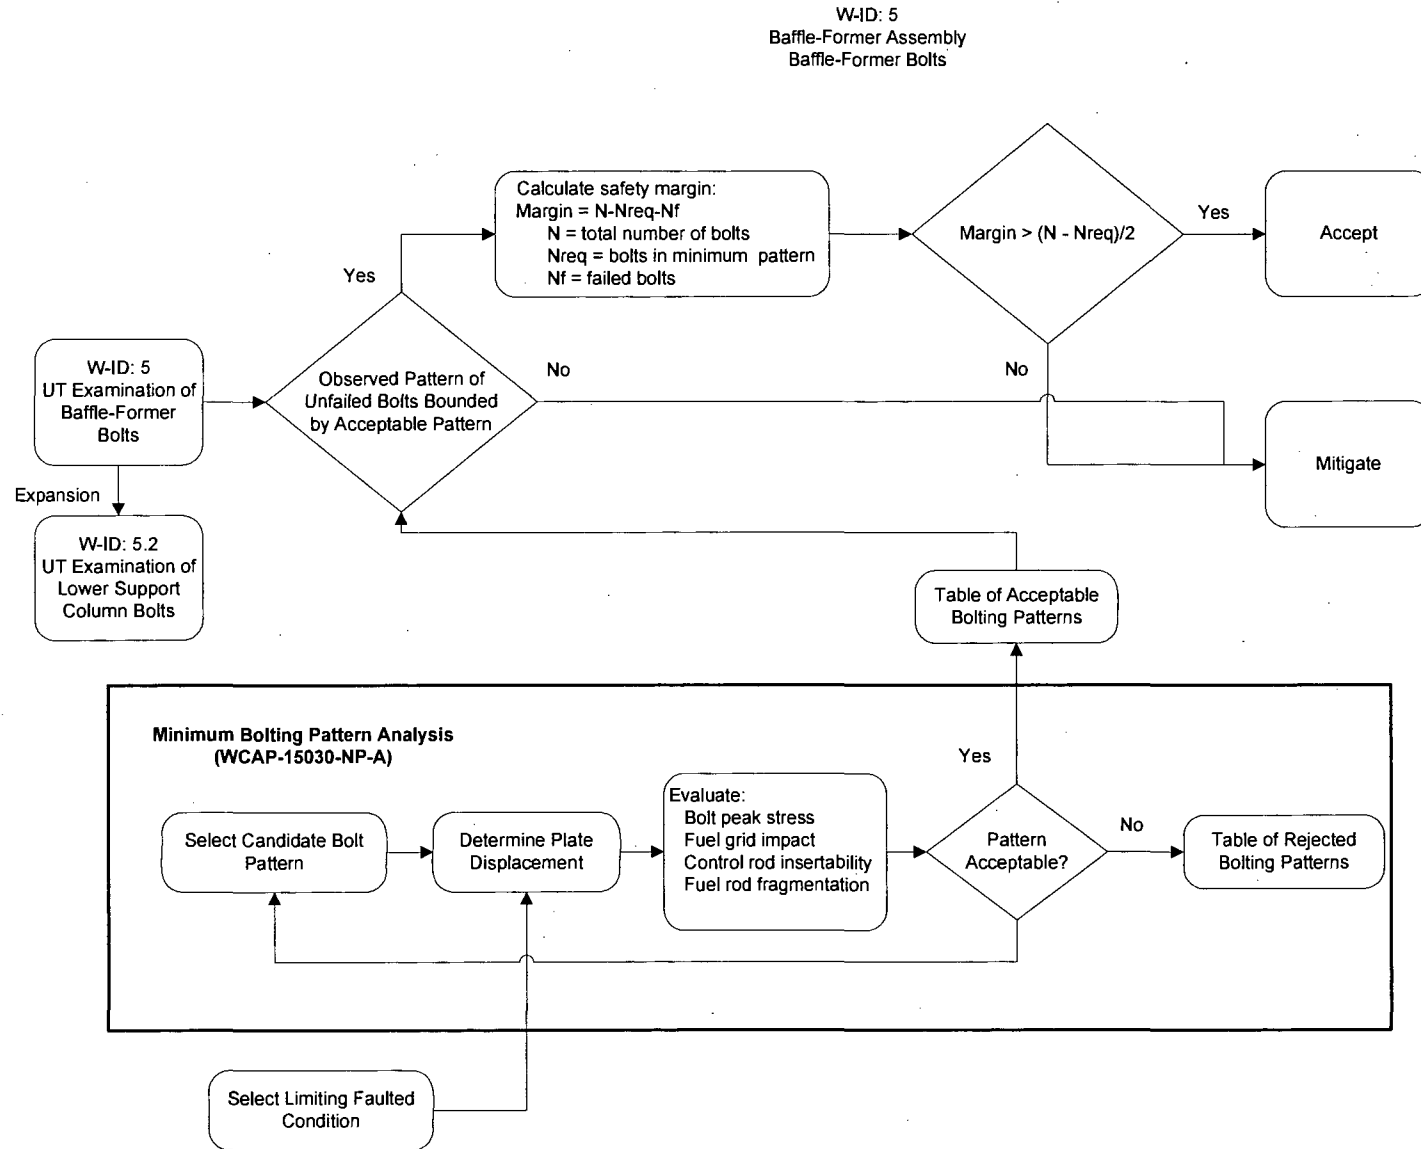 W-ID: 5
Baffle-Former Assembly
Baffle-Former Bolts
Calculate safety margin:
Margin = N-Nreq-Nf
N = total number of bolts
Nreq = bolts in minimum pattern
Nf = failed bolts
Margin > (N - Nreq)/2
Yes
Accept
Yes
W-ID: 5
UT Examination of
Baffle-Former
Bolts
Observed Pattern of
Unfailed Bolts Bounded
by Acceptable Pattern
No
No
Mitigate
Expansion
W-ID: 5.2
UT Examination of
Lower Support
Column Bolts
Table of Acceptable
Bolting Patterns
Minimum Bolting Pattern Analysis
(WCAP-15030-NP-A)
Yes
Select Candidate Bolt
Pattern
Determine Plate
Displacement
Evaluate:
Bolt peak stress
Fuel grid impact
Control rod insertability
Fuel rod fragmentation
Pattern
Acceptable?
No
Table of Rejected
Bolting Patterns
Select Limiting Faulted
Condition